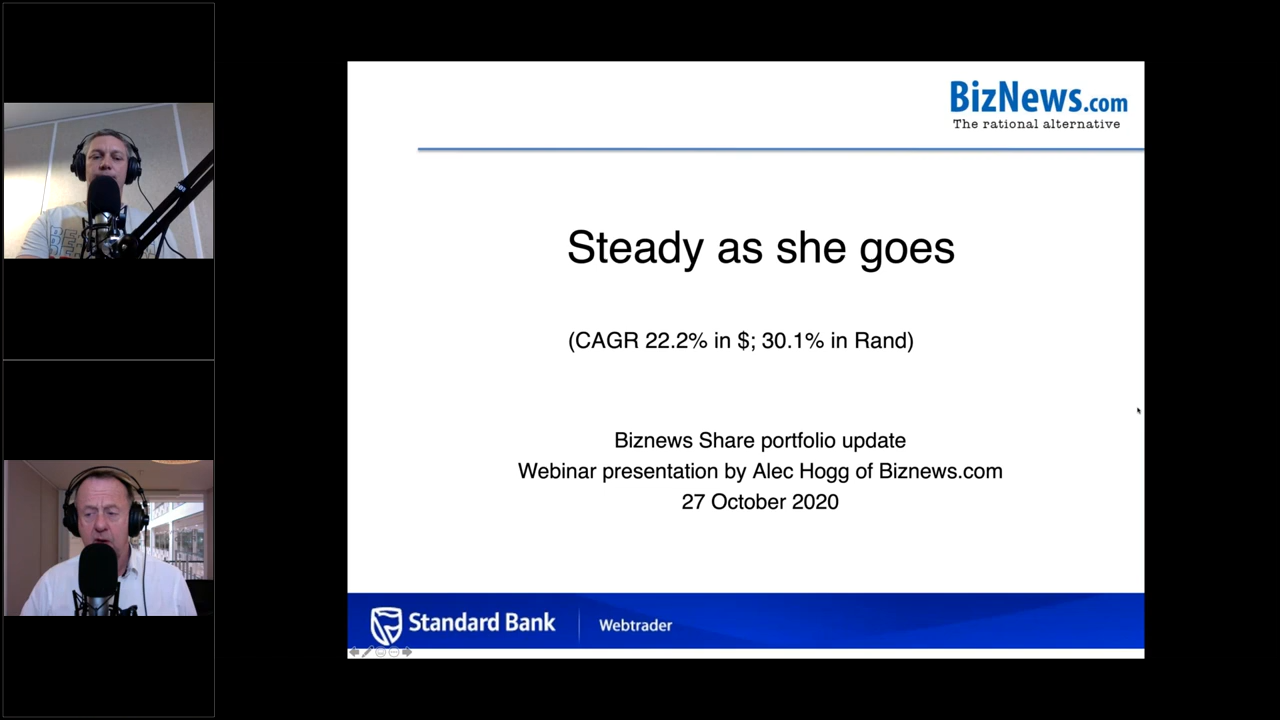 BizNews.com
The rational alternative
Steady as she goes
(CAGR 22.2% in $; 30.1% in Rand)
Biznews Share portfolio update
Webinar presentation by Alec Hogg of Biznews.com
27 October 2020
Standard Bank
Webtrader